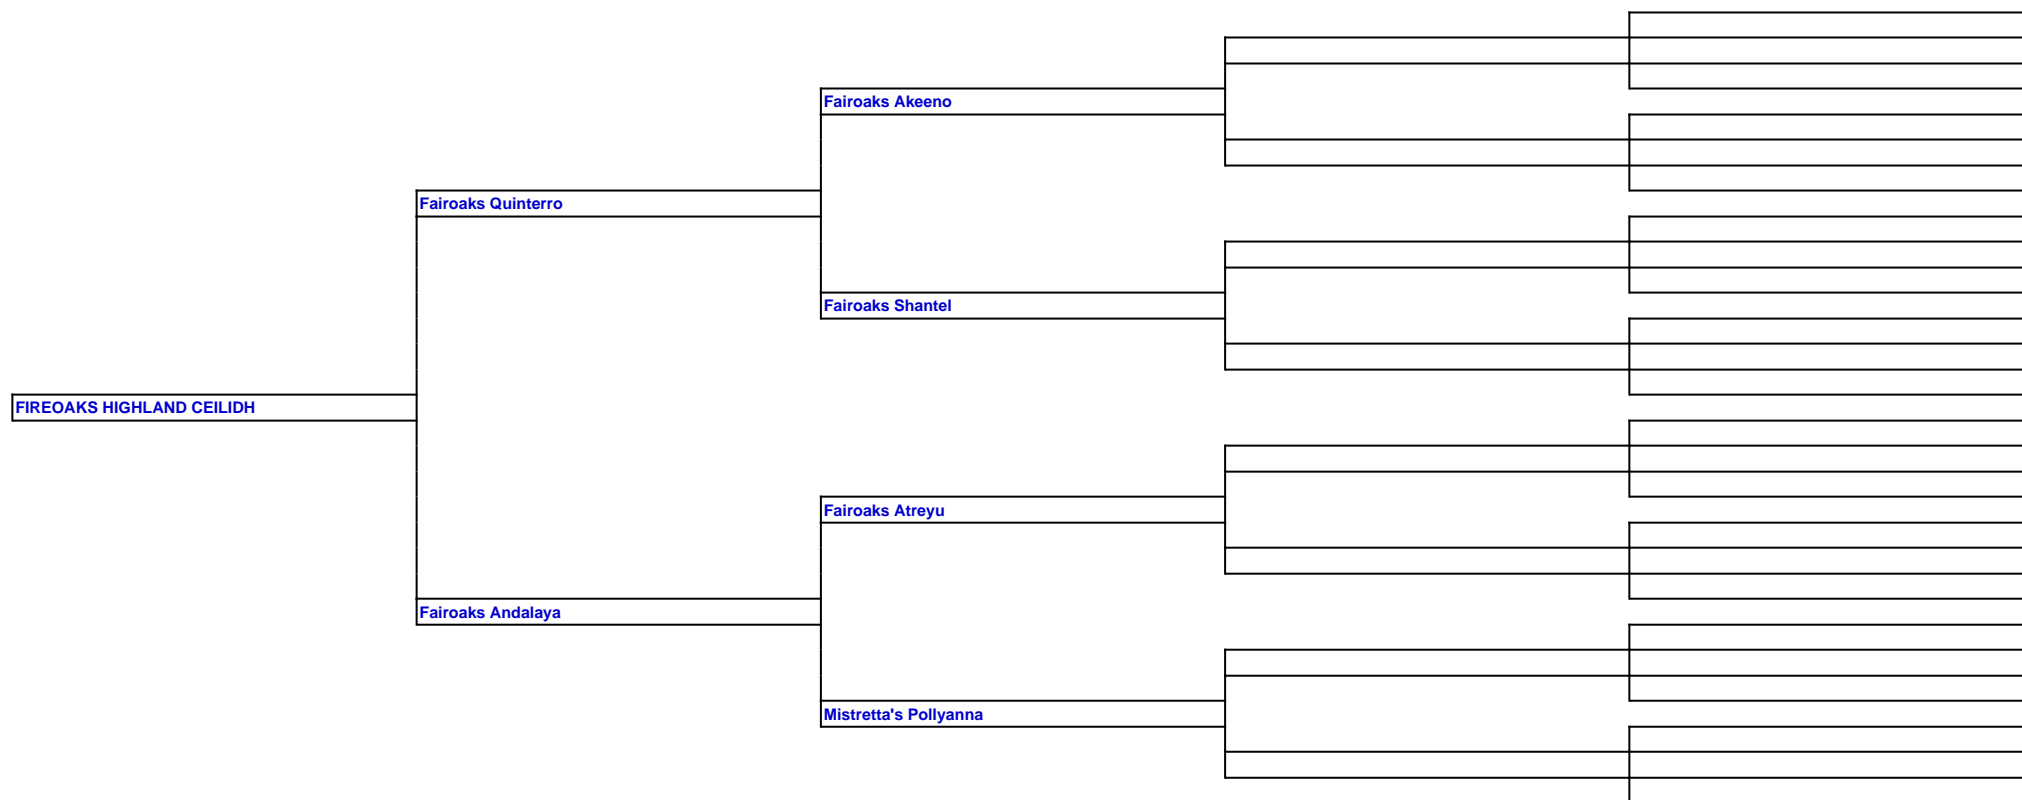 Fairoaks Akeeno
Fairoaks Quinterro
Fairoaks Shantel
FIREOAKS HIGHLAND CEILIDH
Fairoaks Atreyu
Fairoaks Andalaya
Mistretta's Pollyanna